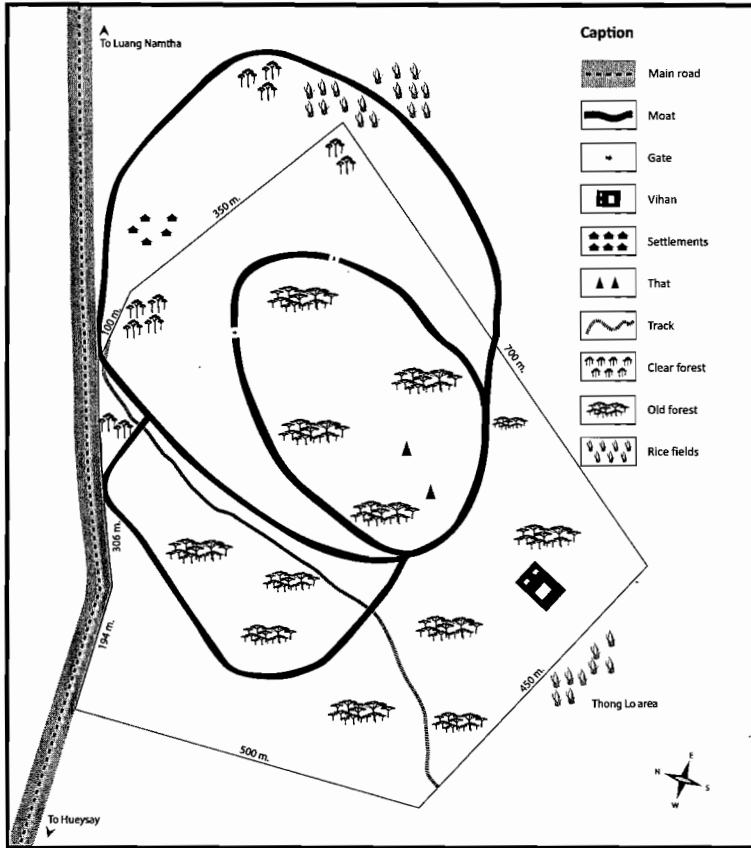 To Luang Namtha
Caption
Main road
Moat
Gate
Vihan
Settlements
That
Track
Clear forest
Old forest
Rice fields
350 m.
100 m.
700 m.
306 m.
194 m.
450 m.
500 m.
Thong Lo area
E
N
S
W
To Hueysay